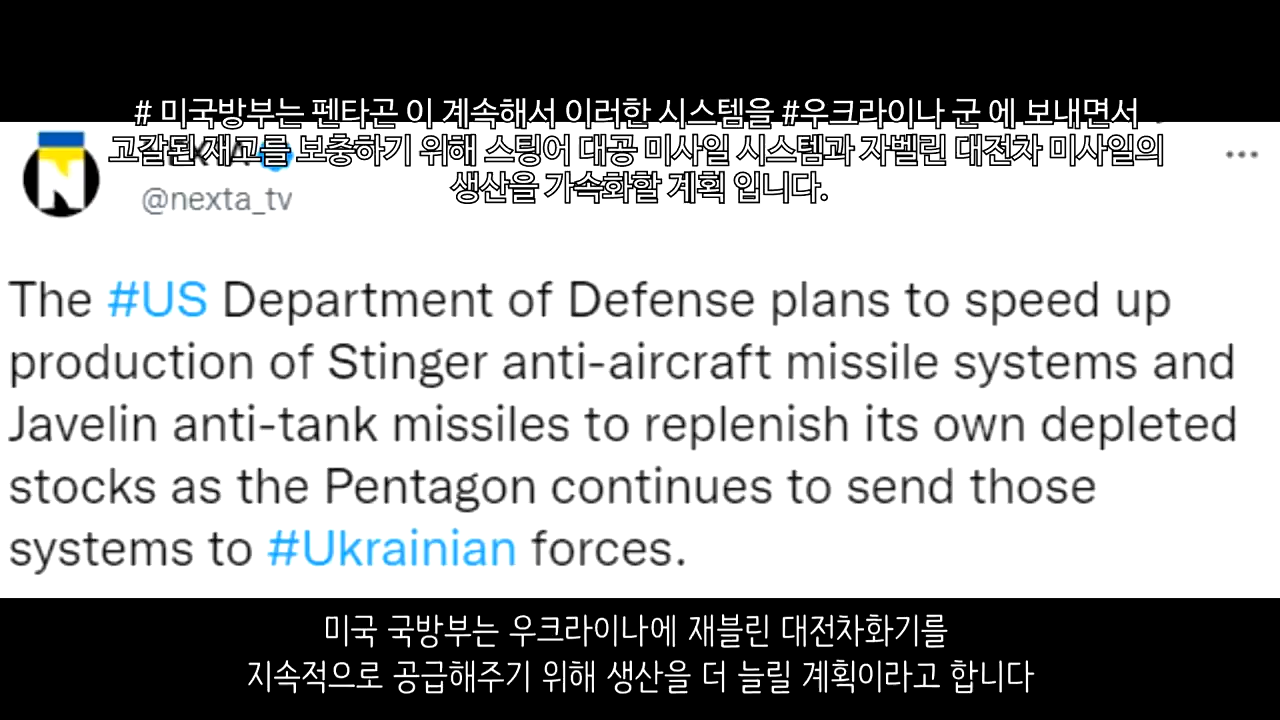 # 미국방부는 펜타곤 이 계속해서 이러한 시스템을 #우크라이나 군 에 보내면서
고갈된 재고를 보충하기 위해 스팅어 대공 미사일 시스템과 자벨린 대전차 미사일의
생산을 가속화할 계획 입니다.
@nexta_tv
The #US Department of Defense plans to speed up
production of Stinger anti-aircraft missile systems and
Javelin anti-tank missiles to replenish its own depleted
stocks as the Pentagon continues to send those
systems to #Ukrainian forces.
미국 국방부는 우크라이나에 재블린 대전차화기를
지속적으로 공급해주기 위해 생산을 더 늘릴 계획이라고 합니다